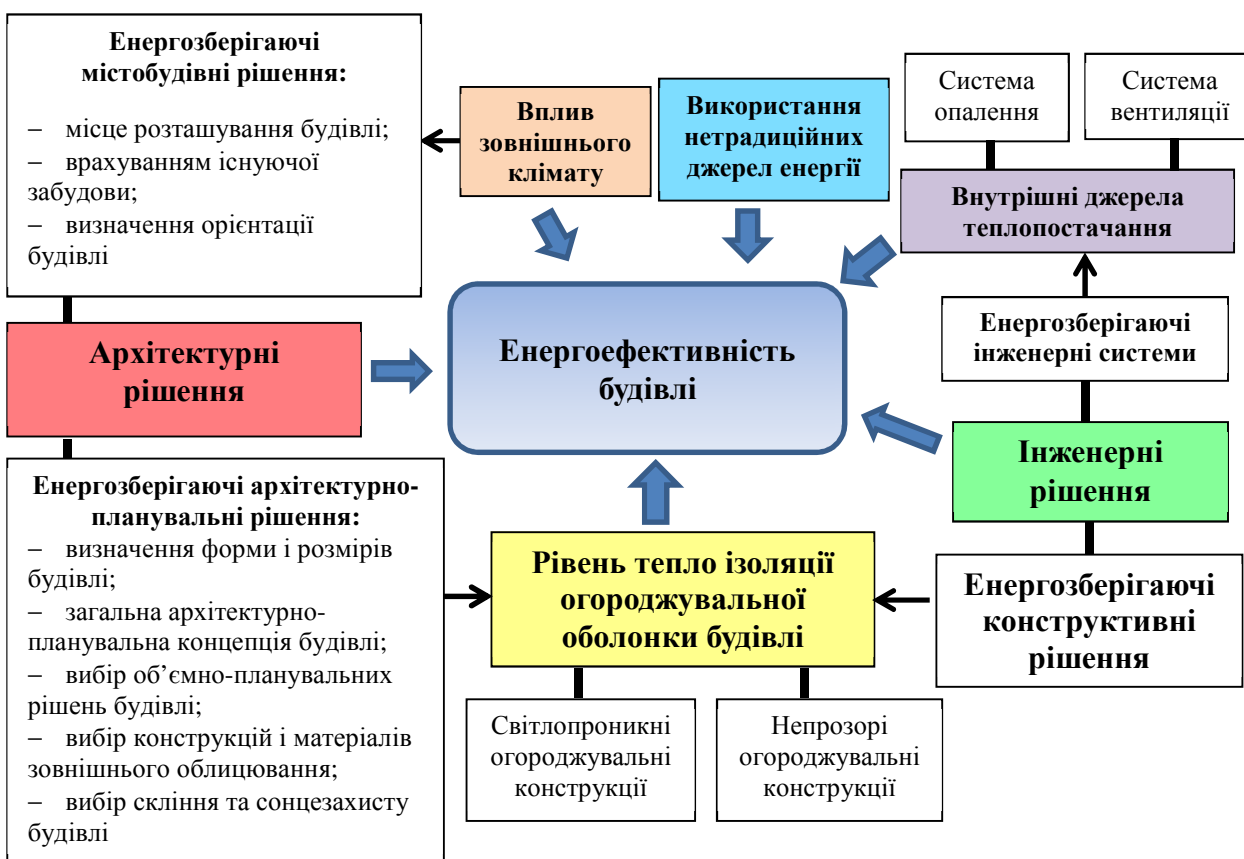 Енергозберігаючі
містобудівні рішення:
– місце розташування будівлі;
– врахуванням існуючої
забудови;
– визначення орієнтації
будівлі
Вплив
зовнішнього
клімату
Використання
нетрадиційних
джерел енергії
Система
опалення
Система
вентиляції
Внутрішні джерела
теплопостачання
Архітектурні
рішення
Енергоефективність
будівлі
Енергозберігаючі
інженерні системи
Інженерні
рішення
Енергозберігаючі архітектурно-
планувальні рішення:
– визначення форми і розмірів
будівлі;
– загальна архітектурно-
планувальна концепція будівлі;
– вибір об’ємно-планувальних
рішень будівлі;
– вибір конструкцій і матеріалів
зовнішнього облицювання;
– вибір скління та сонцезахисту
будівлі
Рівень тепло ізоляції
огороджувальної
оболонки будівлі
Енергозберігаючі
конструктивні
рішення
Світлопроникні
огороджувальні
конструкції
Непрозорі
огороджувальні
конструкції